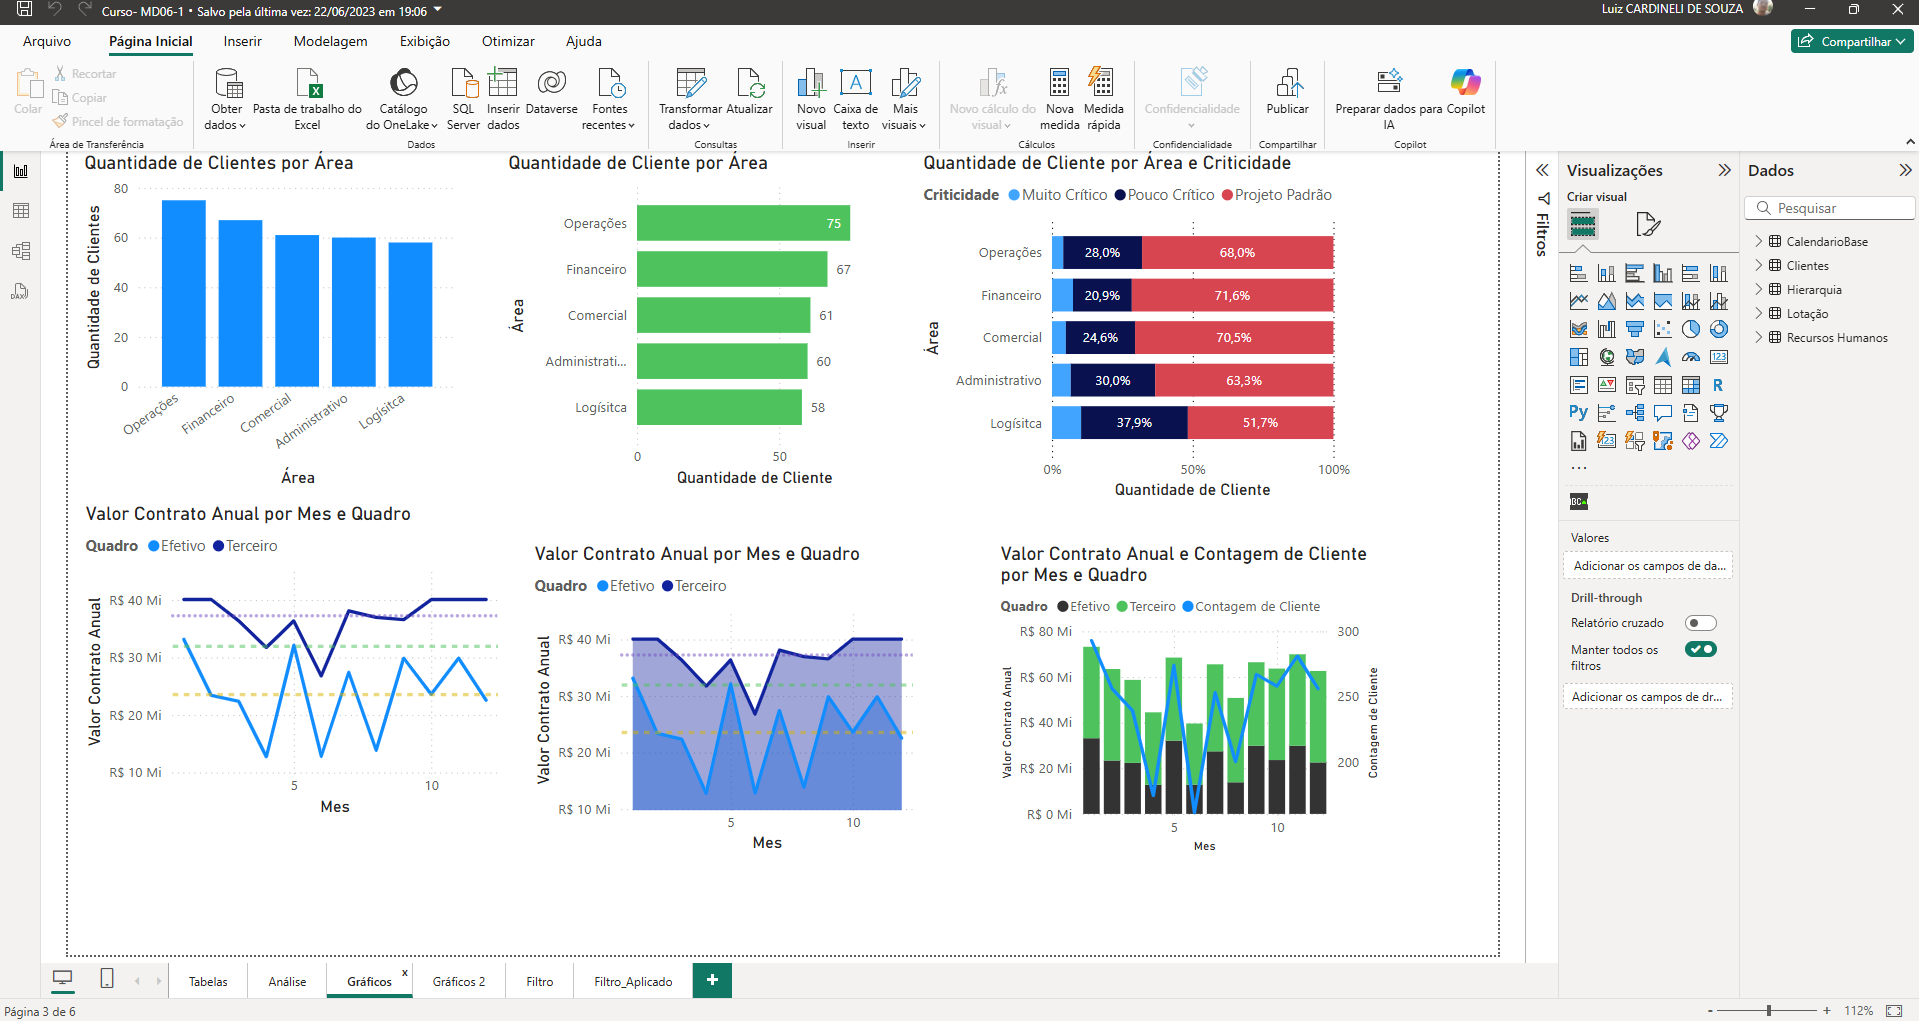 Curso- MD06-1 • Salvo pela última vez: 22/06/2023 em 19:06
Luiz CARDINELI DE SOUZA
Arquivo
Página Inicial
Inserir
Modelagem
Exibição
Otimizar
Ajuda
Compartilhar
Colar
Recortar
Copiar
Pincel de formatação
Área de Transferência
Obter dados
Pasta de trabalho do Excel
Catálogo do OneLake
SQL Server
Inserir dados
Dataverse
Fontes recentes
Dados
Transformar dados
Atualizar
Consultas
Novo visual
Caixa de texto
Mais visuais
Inserir
Novo cálculo do visual
Nova medida
Medida rápida
Cálculos
Confidencialidade
Confidencialidade
Publicar
Compartilhar
Preparar dados para IA
Copilot
Copilot
Quantidade de Clientes por Área
Quantidade de Clientes
80
60
40
20
0
Operações
Financeiro
Comercial
Administrativo
Logísitca
Área
Quantidade de Cliente por Área
Área
Operações 75
Financeiro 67
Comercial 61
Administrati... 60
Logísitca 58
0 50
Quantidade de Cliente
Quantidade de Cliente por Área e Criticidade
Criticidade Muito Crítico Pouco Crítico Projeto Padrão
Área
Operações 28,0% 68,0%
Financeiro 20,9% 71,6%
Comercial 24,6% 70,5%
Administrativo 30,0% 63,3%
Logísitca 37,9% 51,7%
0% 50% 100%
Quantidade de Cliente
Valor Contrato Anual por Mes e Quadro
Quadro Efetivo Terceiro
Valor Contrato Anual
R$ 40 Mi
R$ 30 Mi
R$ 20 Mi
R$ 10 Mi
5 10
Mes
Valor Contrato Anual por Mes e Quadro
Quadro Efetivo Terceiro
Valor Contrato Anual
R$ 40 Mi
R$ 30 Mi
R$ 20 Mi
R$ 10 Mi
5 10
Mes
Valor Contrato Anual e Contagem de Cliente
por Mes e Quadro
Quadro Efetivo Terceiro Contagem de Cliente
Valor Contrato Anual
R$ 80 Mi
R$ 60 Mi
R$ 40 Mi
R$ 20 Mi
R$ 0 Mi
300
250
200
Contagem de Cliente
5 10
Mes
Filtros
Visualizações
Criar visual
123
R
Py
123
Valores
Adicionar os campos de da...
Drill-through
Relatório cruzado
Manter todos os
filtros
Adicionar os campos de dr...
Dados
Pesquisar
CalendarioBase
Clientes
Hierarquia
Lotação
Recursos Humanos
DAX
Tabelas
Análise
Gráficos
x
Gráficos 2
Filtro
Filtro_Aplicado
+
Página 3 de 6
- + 112%